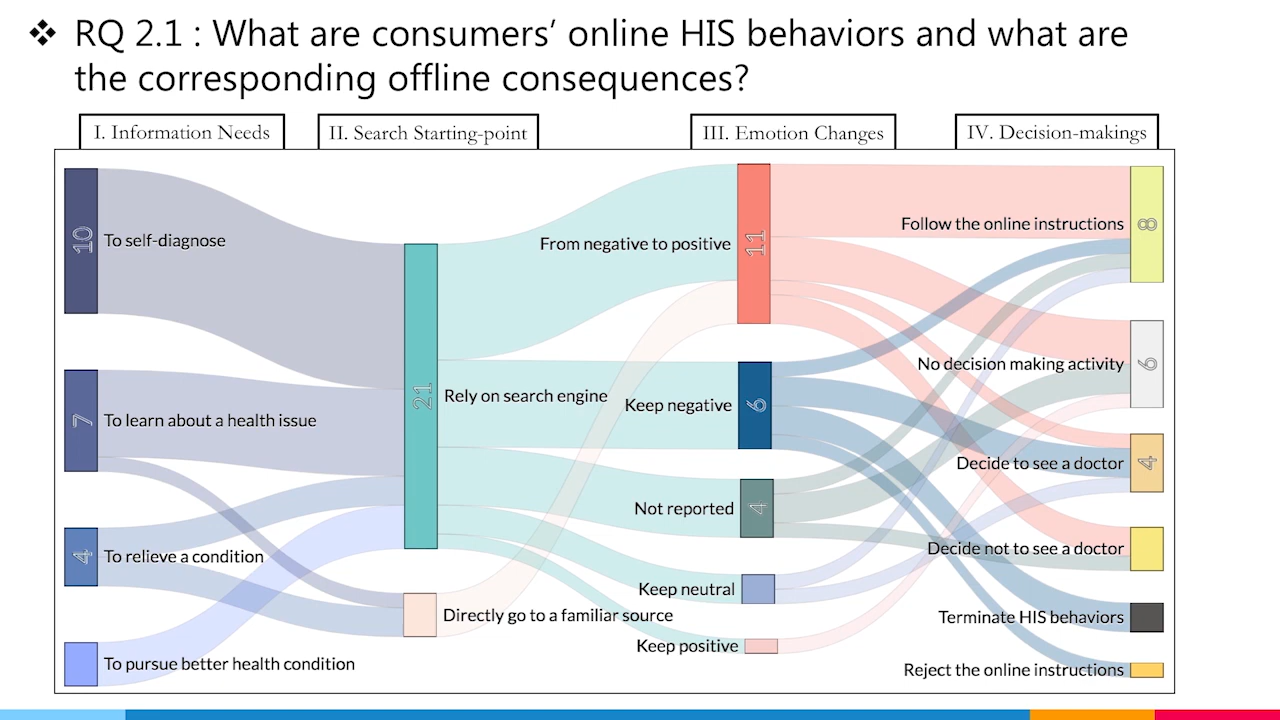 ❖ RQ 2.1 : What are consumers’ online HIS behaviors and what are
the corresponding offline consequences?
I. Information Needs
II. Search Starting-point
III. Emotion Changes
IV. Decision-makings
10
To self-diagnose
7
To learn about a health issue
4
To relieve a condition
To pursue better health condition
21
Rely on search engine
Directly go to a familiar source
From negative to positive
11
Keep negative
6
Not reported
4
Keep neutral
Keep positive
Follow the online instructions
8
No decision making activity
6
Decide to see a doctor
4
Decide not to see a doctor
Terminate HIS behaviors
Reject the online instructions